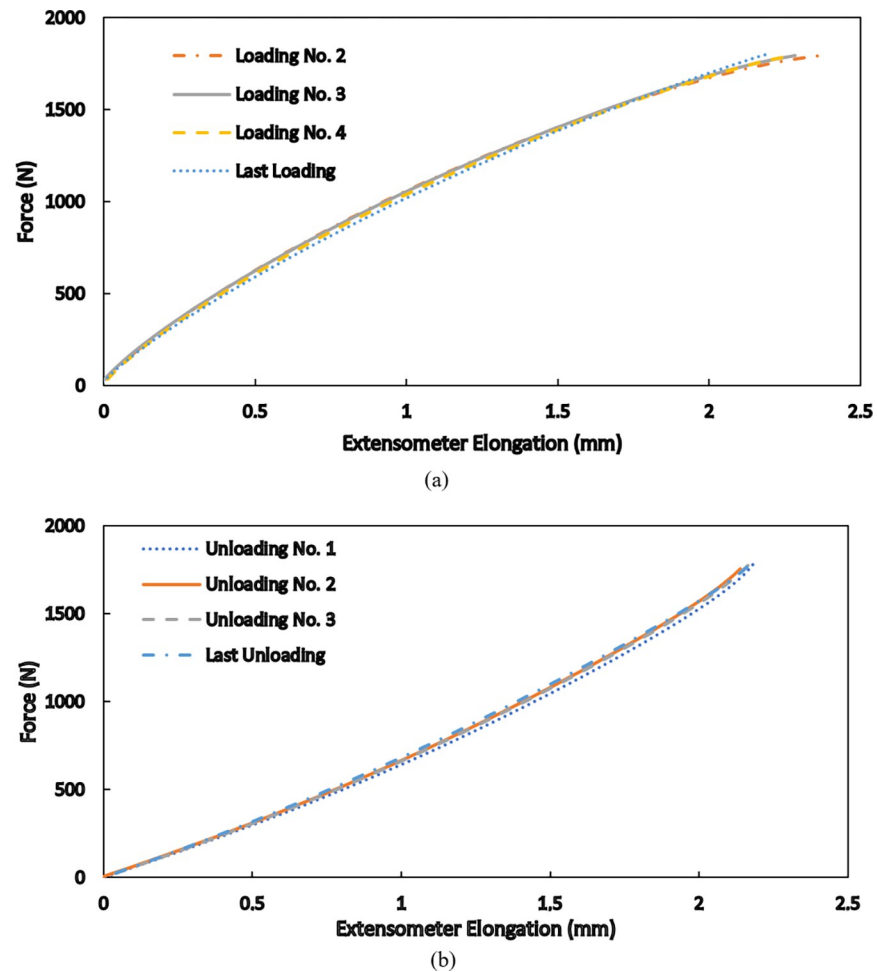 2000
Loading No. 2
Loading No. 3
1500
Loading No. 4
Last Loading
1000
Force (N)
500
0
0 0.5 1 1.5 2 2.5
Extensometer Elongation (mm)
(a)
2000
Unloading No. 1
Unloading No. 2
1500
Unloading No. 3
Last Unloading
1000
Force (N)
500
0
0 0.5 1 1,5 2 2.5
Extensometer Elongation (mm)
(b)